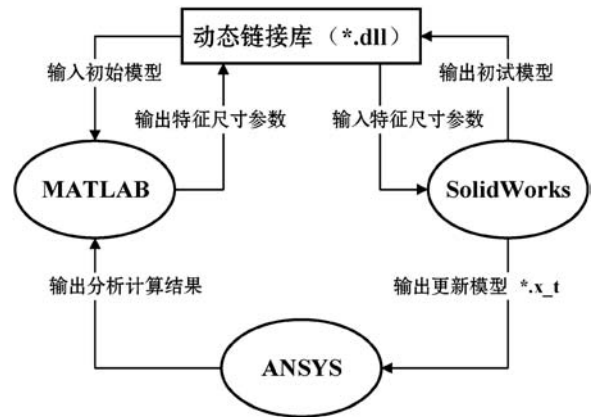 动态链接库 （*.dll）
输入初始模型
输出初试模型
输出特征尺寸参数
输入特征尺寸参数
MATLAB
SolidWorks
输出分析计算结果
输出更新模型 *.x_t
ANSYS